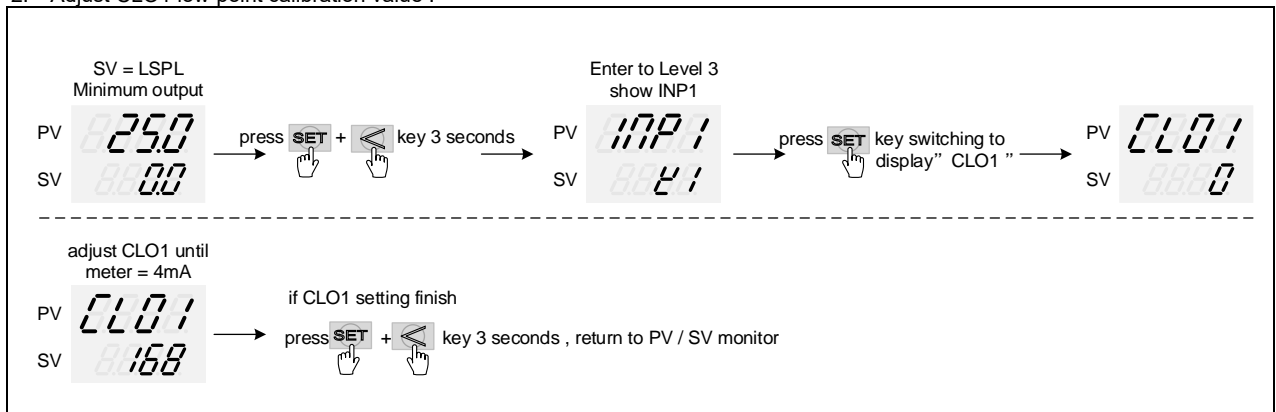 2. Adjust CLO1 low point calibration value :
SV = LSPL
Minimum output
PV 25.0
SV 0.0
press SET + < key 3 seconds
Enter to Level 3
show INP1
PV INP1
SV K1
press SET key switching to
display” CLO1 ”
PV CLO1
SV 0
adjust CLO1 until
meter = 4mA
PV CLO1
SV 168
if CLO1 setting finish
press SET + < key 3 seconds , return to PV / SV monitor